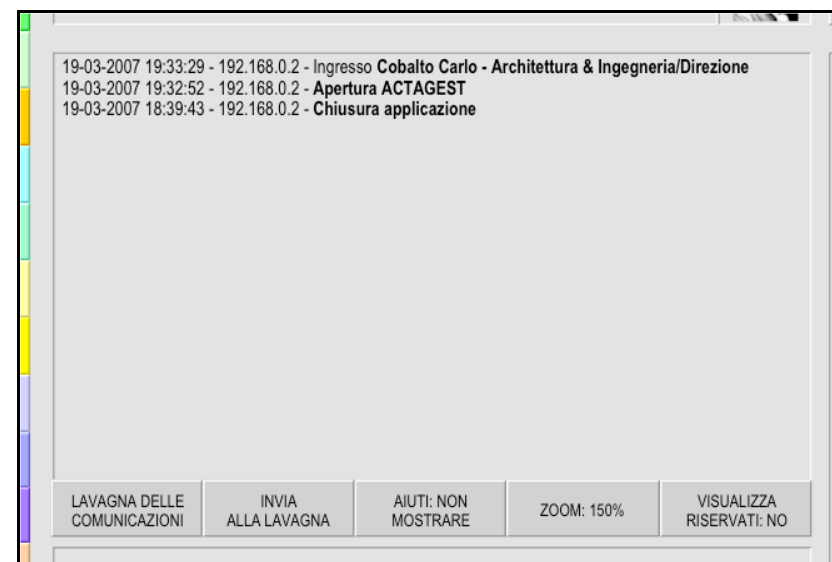 19-03-2007 19:33:29 - 192.168.0.2 - Ingresso Cobalto Carlo - Architettura & Ingegneria/Direzione
19-03-2007 19:32:52 - 192.168.0.2 - Apertura ACTAGEST
19-03-2007 18:39:43 - 192.168.0.2 - Chiusura applicazione
LAVAGNA DELLE
COMUNICAZIONI
INVIA
ALLA LAVAGNA
AIUTI: NON
MOSTRARE
ZOOM: 150%
VISUALIZZA
RISERVATI: NO